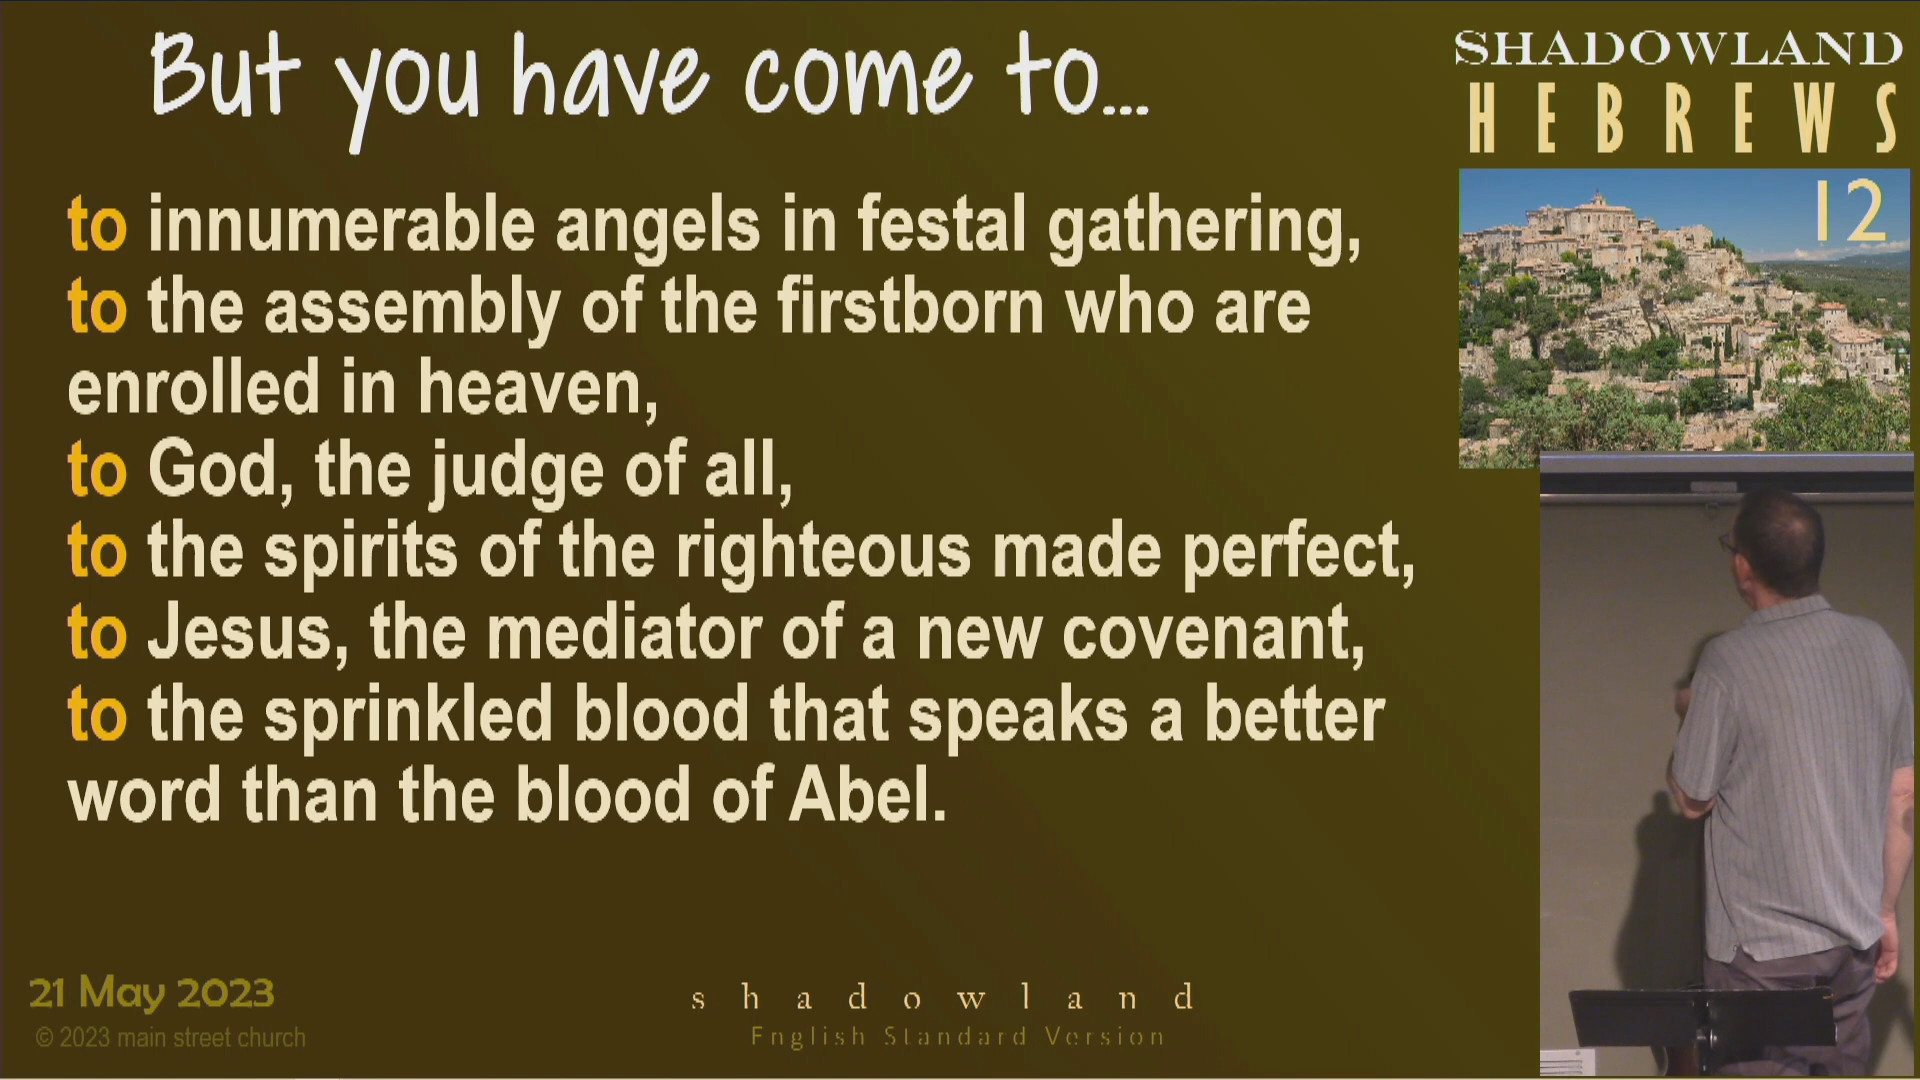 But you have come to...
to innumerable angels in festal gathering,
to the assembly of the firstborn who are
enrolled in heaven,
to God, the judge of all,
to the spirits of the righteous made perfect,
to Jesus, the mediator of a new covenant,
to the sprinkled blood that speaks a better
word than the blood of Abel.
SHADOWLAND
HEBREWS
12
21 May 2023
© 2023 main street church
shadowland
English Standard Version